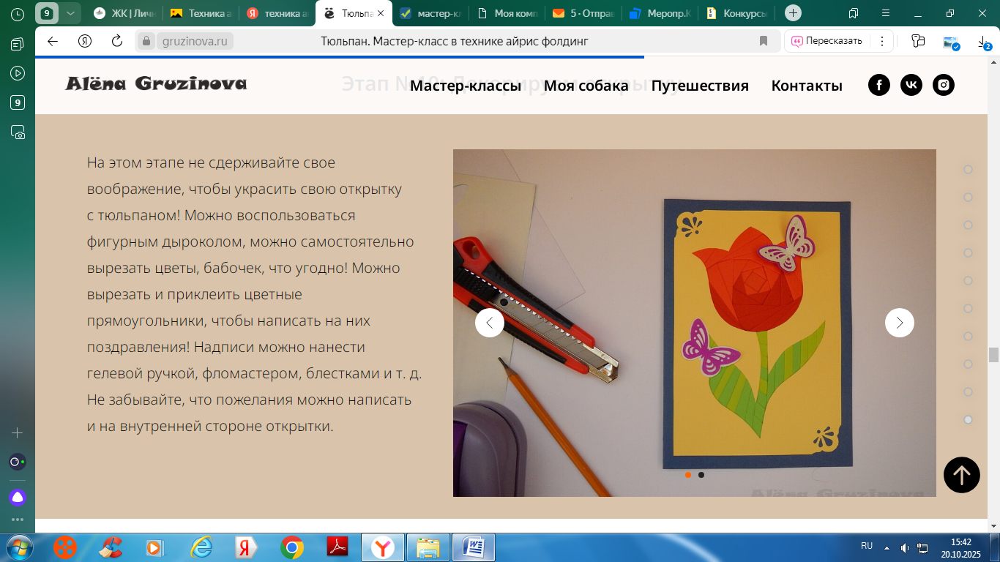 9
ЖК | Личн
Техника а
техника а
Тюльпа
мастер-кл
Моя комп
5 · Отправ
Меропр.К
Конкурсы
gruzinova.ru
Тюльпан. Мастер-класс в технике айрис фолдинг
Пересказать
2
9
Alëna Gruzinova
Этап №10: Декорируем открытку
Мастер-классы
Моя собака
Путешествия
Контакты
На этом этапе не сдерживайте свое
воображение, чтобы украсить свою открытку
с тюльпаном! Можно воспользоваться
фигурным дыроколом, можно самостоятельно
вырезать цветы, бабочек, что угодно! Можно
вырезать и приклеить цветные
прямоугольники, чтобы написать на них
поздравления! Надписи можно нанести
гелевой ручкой, фломастером, блестками и т. д.
Не забывайте, что пожелания можно написать
и на внутренней стороне открытки.
Alëna Gruzinova
RU
15:42
20.10.2025